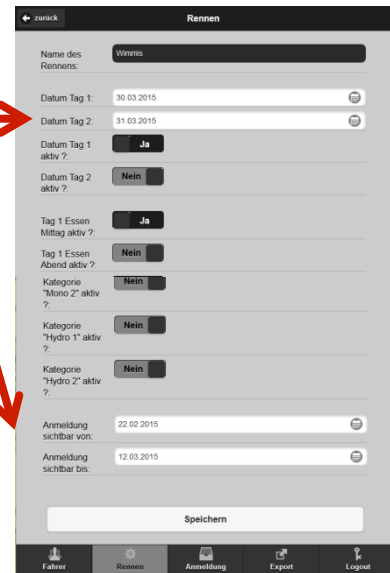 zurück
Rennen
Name des
Rennens:
Wimmis
Datum Tag 1:
30.03.2015
Datum Tag 2:
31.03.2015
Datum Tag 1
aktiv ?:
Ja
Datum Tag 2
aktiv ?:
Nein
Tag 1 Essen
Mittag aktiv ?:
Ja
Tag 1 Essen
Abend aktiv ?:
Nein
Kategorie
"Mono 2" aktiv
?:
Nein
Kategorie
"Hydro 1" aktiv
?:
Nein
Kategorie
"Hydro 2" aktiv
?:
Nein
Anmeldung
sichtbar von:
22.02.2015
Anmeldung
sichtbar bis:
12.03.2015
Speichern
Fahrer
Rennen
Anmeldung
Export
Logout